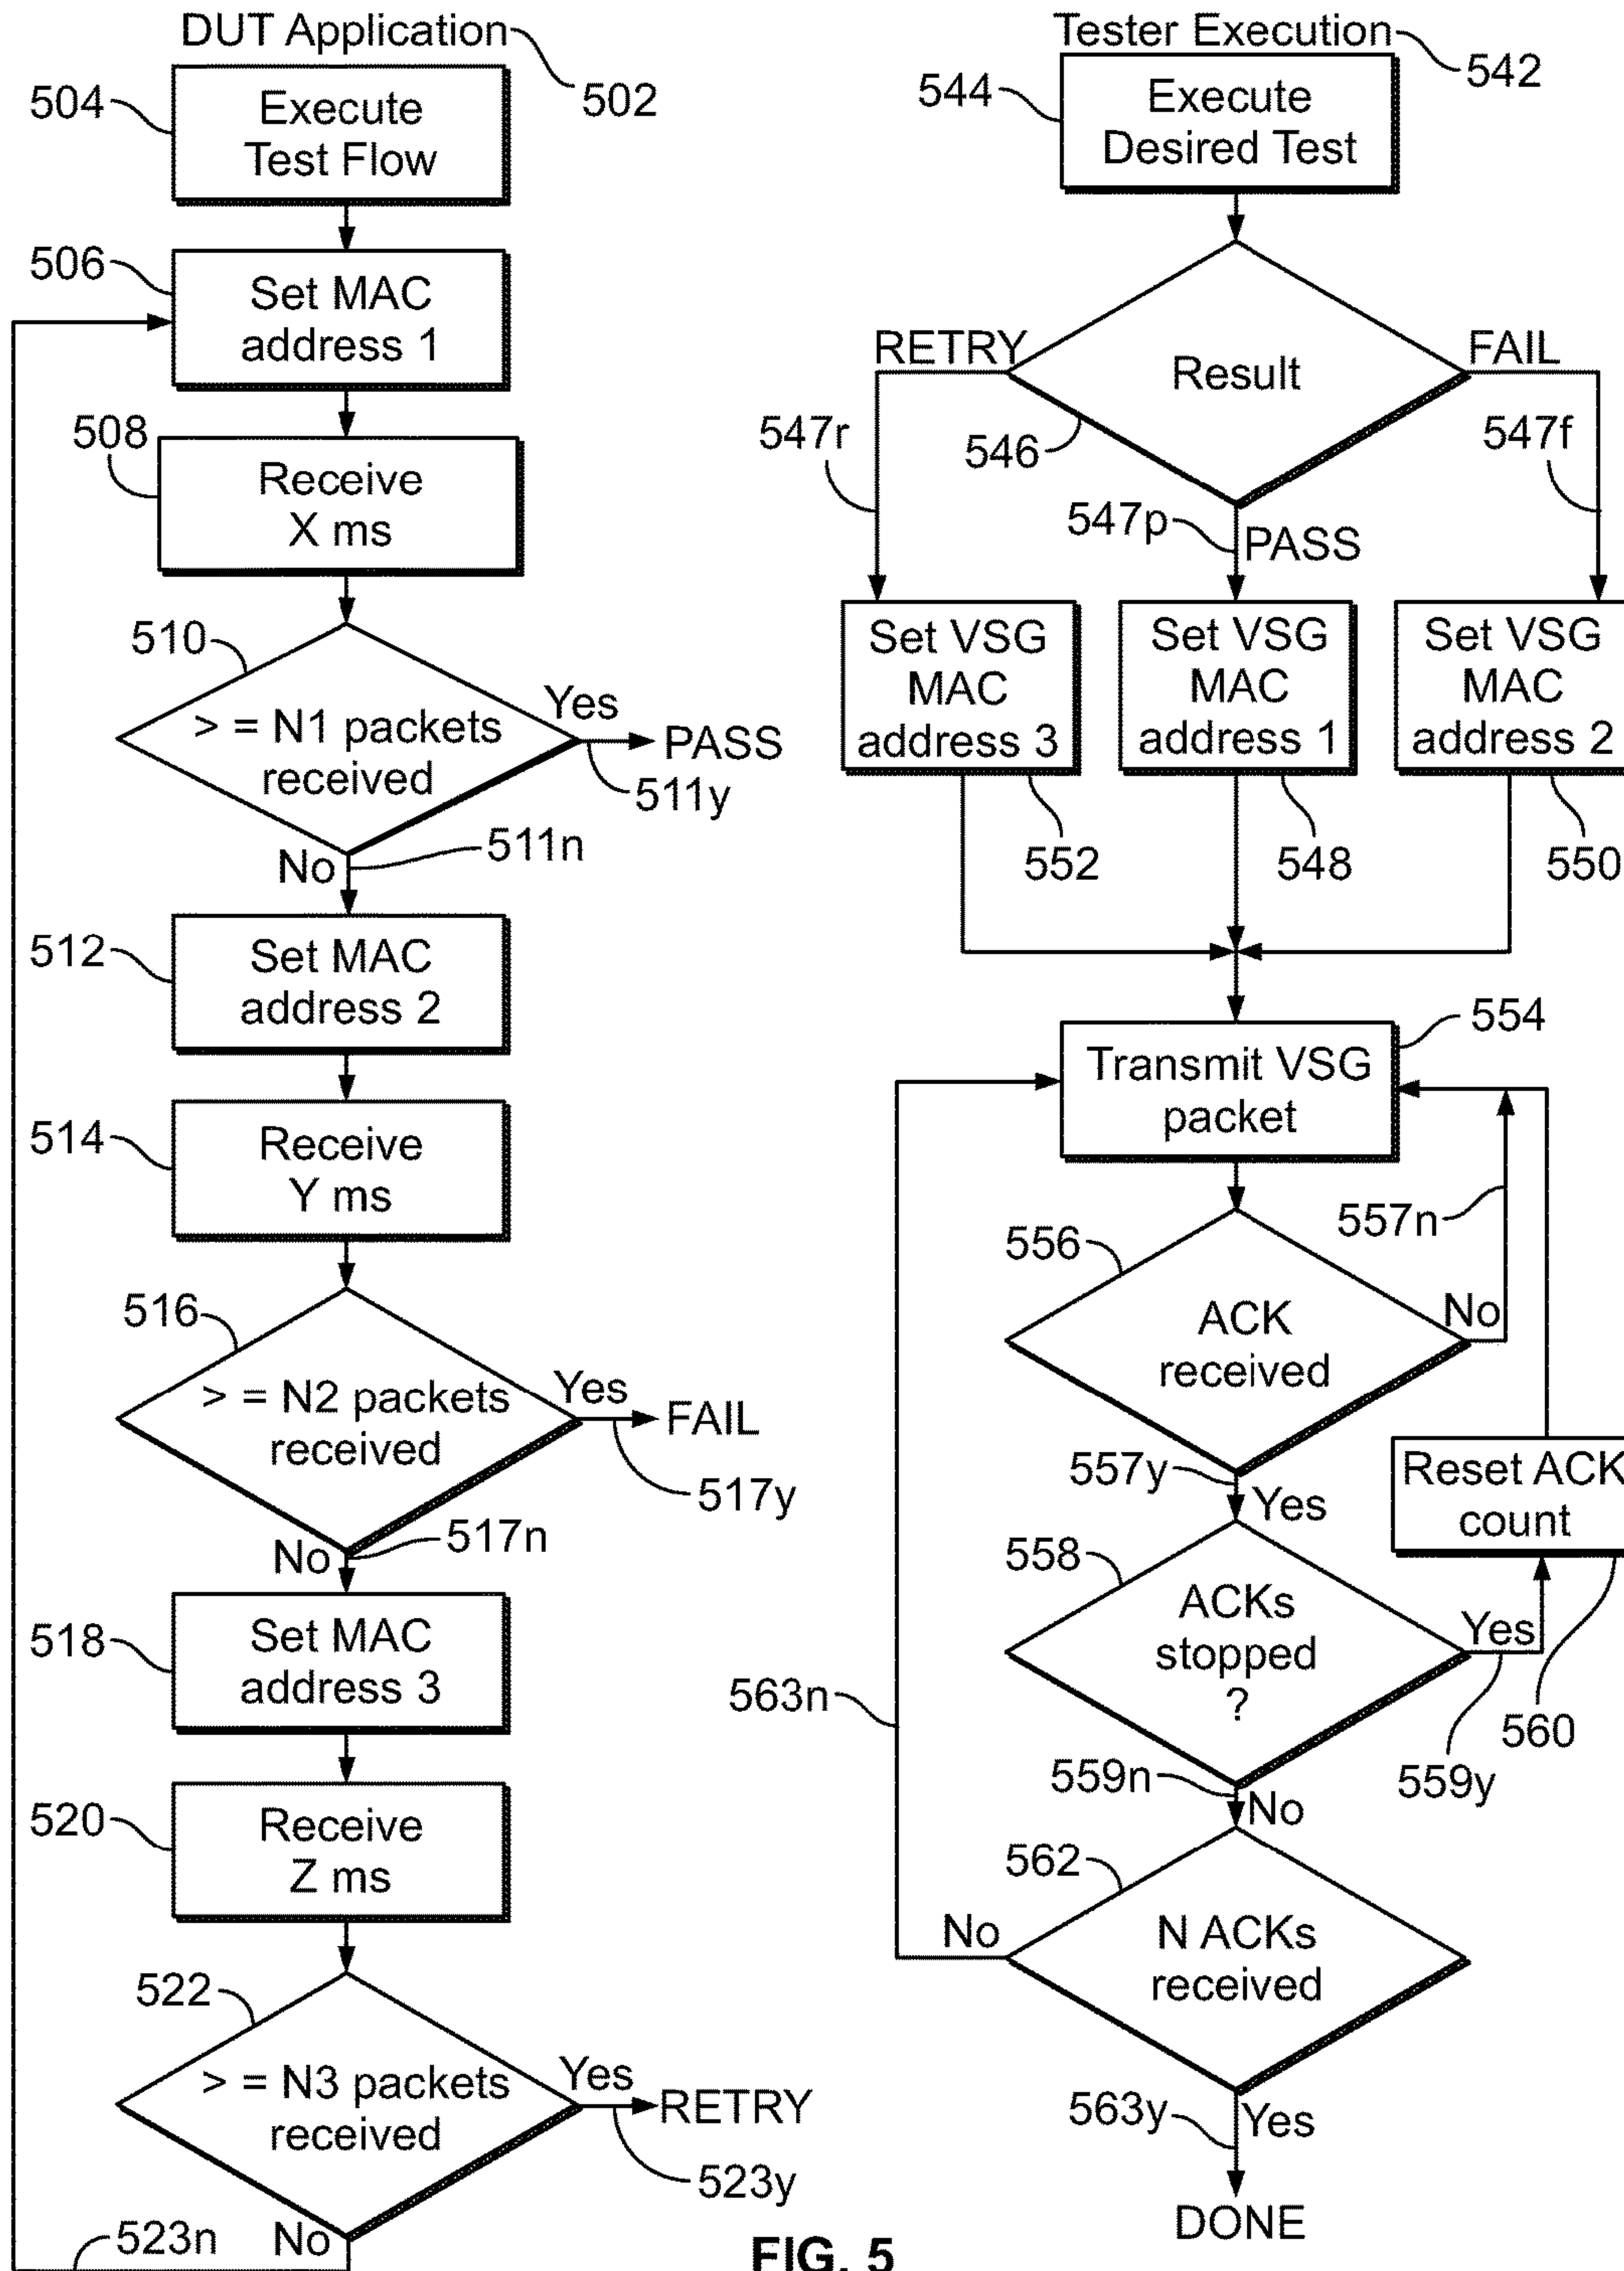 DUT Application
502
504
Execute
Test Flow
506
Set MAC
address 1
508
Receive
X ms
510
> = N1 packets
received
Yes
PASS
511y
511n
No
512
Set MAC
address 2
514
Receive
Y ms
516
> = N2 packets
received
Yes
FAIL
517y
517n
No
518
Set MAC
address 3
520
Receive
Z ms
522
> = N3 packets
received
Yes
RETRY
523y
523n
No
Tester Execution
542
544
Execute
Desired Test
RETRY
Result
FAIL
547r
546
547f
547p
PASS
Set VSG
MAC
address 3
Set VSG
MAC
address 1
Set VSG
MAC
address 2
552
548
550
554
Transmit VSG
packet
557n
556
ACK
received
No
557y
Yes
Reset ACK
count
558
ACKs
stopped
?
Yes
563n
560
559y
559n
No
562
N ACKs
received
No
563y
Yes
DONE
FIG. 5